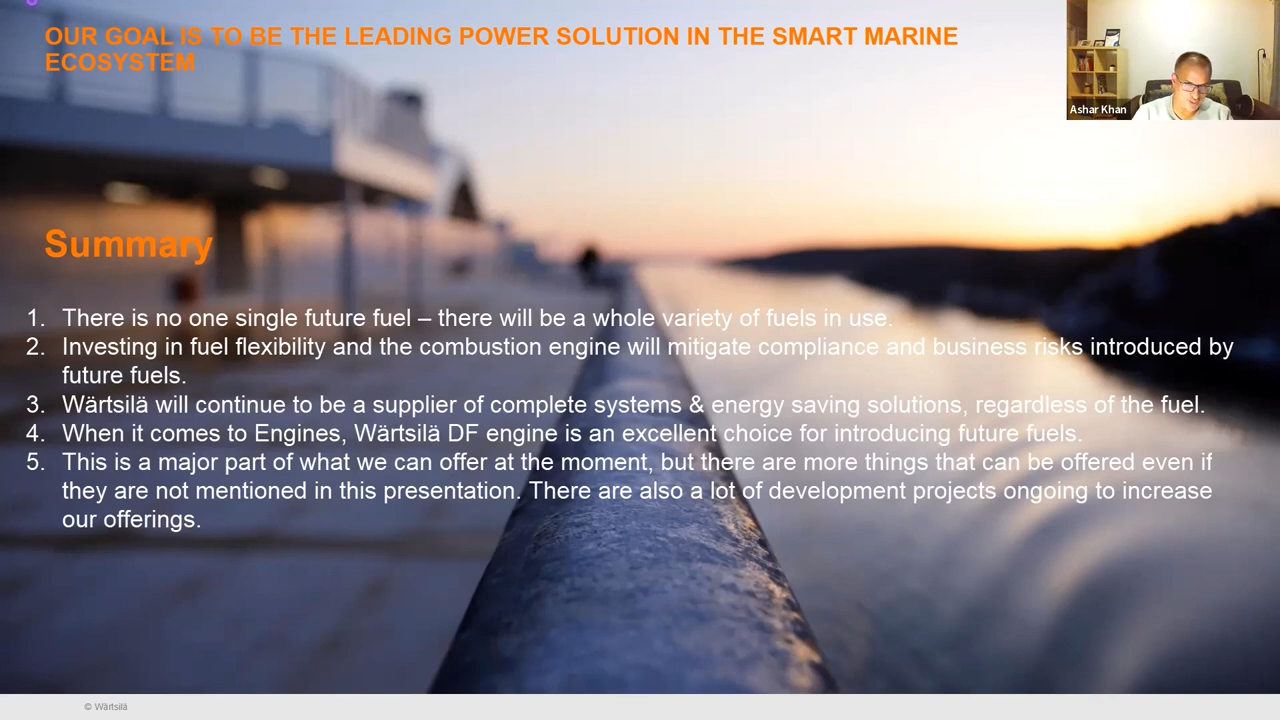 OUR GOAL IS TO BE THE LEADING POWER SOLUTION IN THE SMART MARINE
ECOSYSTEM
Ashar Khan
Summary
1. There is no one single future fuel – there will be a whole variety of fuels in use.
2. Investing in fuel flexibility and the combustion engine will mitigate compliance and business risks introduced by
future fuels.
3. Wärtsilä will continue to be a supplier of complete systems & energy saving solutions, regardless of the fuel.
4. When it comes to Engines, Wärtsilä DF engine is an excellent choice for introducing future fuels.
5. This is a major part of what we can offer at the moment, but there are more things that can be offered even if
they are not mentioned in this presentation. There are also a lot of development projects ongoing to increase
our offerings.
© Wärtsilä